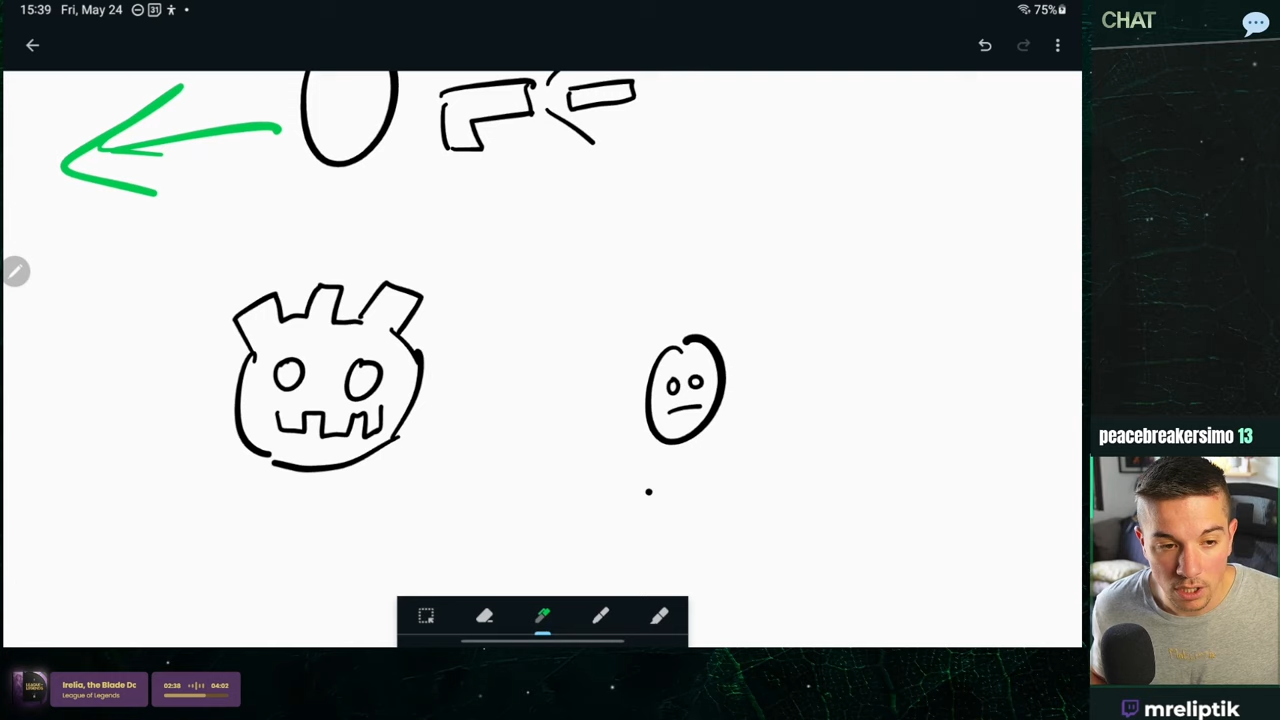 15:39 Fri, May 24 31 75%
CHAT
peacebreakersimo 13
Irelia, the Blade Dc
League of Legends
02:38 04:02
mreliptik